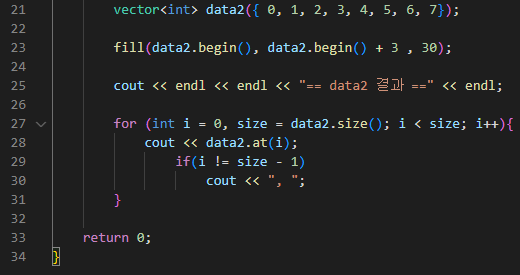 21 vector<int> data2({ 0, 1, 2, 3, 4, 5, 6, 7});
22
23 fill(data2.begin(), data2.begin() + 3 , 30);
24
25 cout << endl << endl << "== data2 결과 ==" << endl;
26
27 for (int i = 0, size = data2.size(); i < size; i++){
28 cout << data2.at(i);
29 if(i != size - 1)
30 cout << ", ";
31 }
32
33 return 0;
34 }